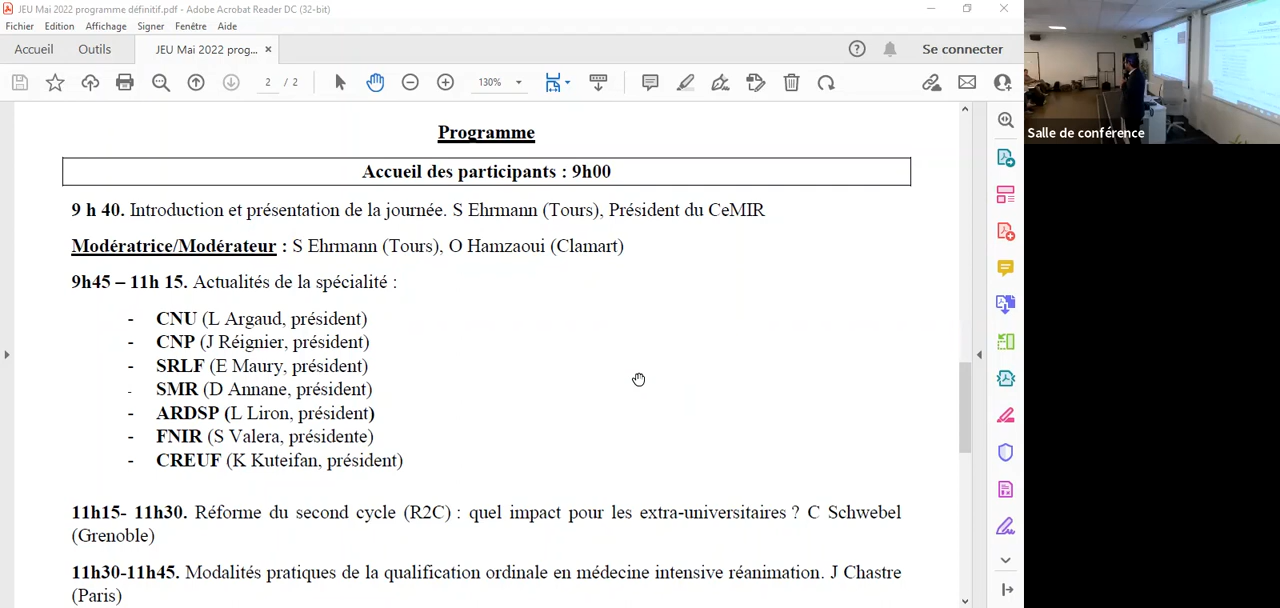 JEU Mai 2022 programme définitif.pdf - Adobe Acrobat Reader DC (32-bit)
Fichier Edition Affichage Signer Fenêtre Aide
Accueil Outils JEU Mai 2022 prog... × Se connecter
2 / 2 130%
Programme
Accueil des participants : 9h00
9 h 40. Introduction et présentation de la journée. S Ehrmann (Tours), Président du CeMIR
Modératrice/Modérateur : S Ehrmann (Tours), O Hamzaoui (Clamart)
9h45 – 11h 15. Actualités de la spécialité :
- CNU (L Argaud, président)
- CNP (J Réignier, président)
- SRLF (E Maury, président)
- SMR (D Annane, président)
- ARDSP (L Liron, président)
- FNIR (S Valera, présidente)
- CREUF (K Kuteifan, président)
11h15- 11h30. Réforme du second cycle (R2C) : quel impact pour les extra-universitaires ? C Schwebel
(Grenoble)
11h30-11h45. Modalités pratiques de la qualification ordinale en médecine intensive réanimation. J Chastre
(Paris)
Salle de conférence